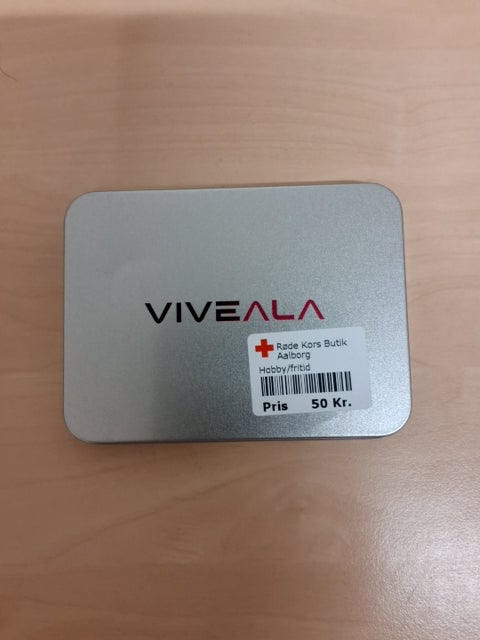 VIVEALA
Røde Kors Butik
Aalborg
Hobby/fritid
Pris 50 Kr.